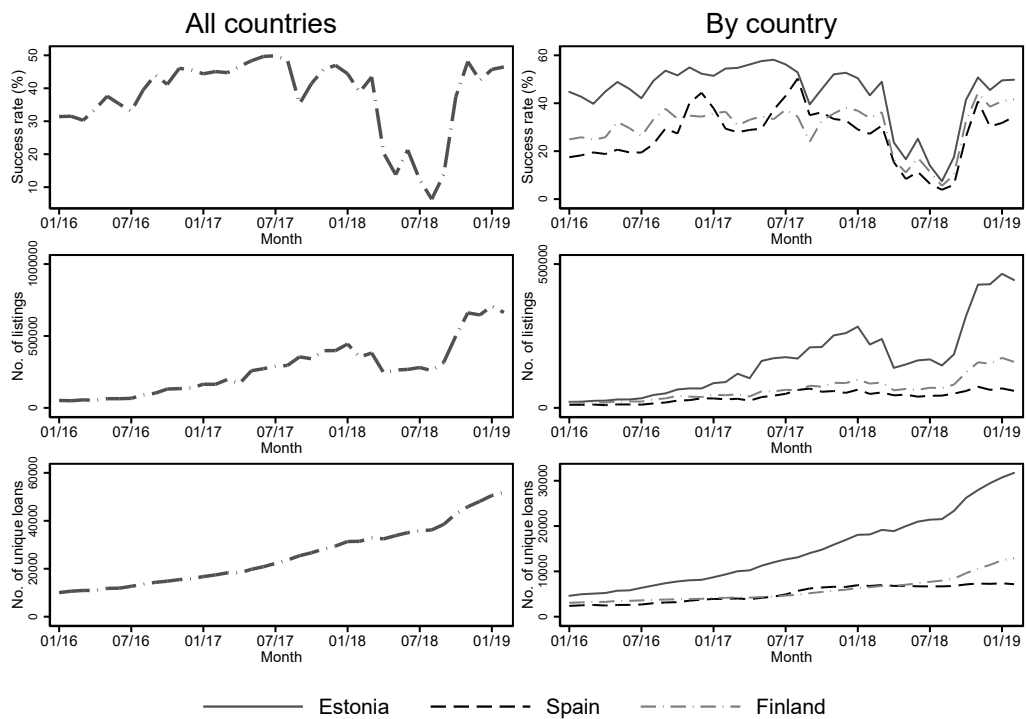 All countries
By country
Success rate (%)
50
40
30
20
10
01/16 07/16 01/17 07/17 01/18 07/18 01/19
Month
Success rate (%)
60
40
20
0
01/16 07/16 01/17 07/17 01/18 07/18 01/19
Month
No. of listings
1000000
500000
0
01/16 07/16 01/17 07/17 01/18 07/18 01/19
Month
No. of listings
500000
0
01/16 07/16 01/17 07/17 01/18 07/18 01/19
Month
No. of unique loans
60000
40000
20000
0
01/16 07/16 01/17 07/17 01/18 07/18 01/19
Month
No. of unique loans
30000
20000
10000
0
01/16 07/16 01/17 07/17 01/18 07/18 01/19
Month
Estonia Spain Finland